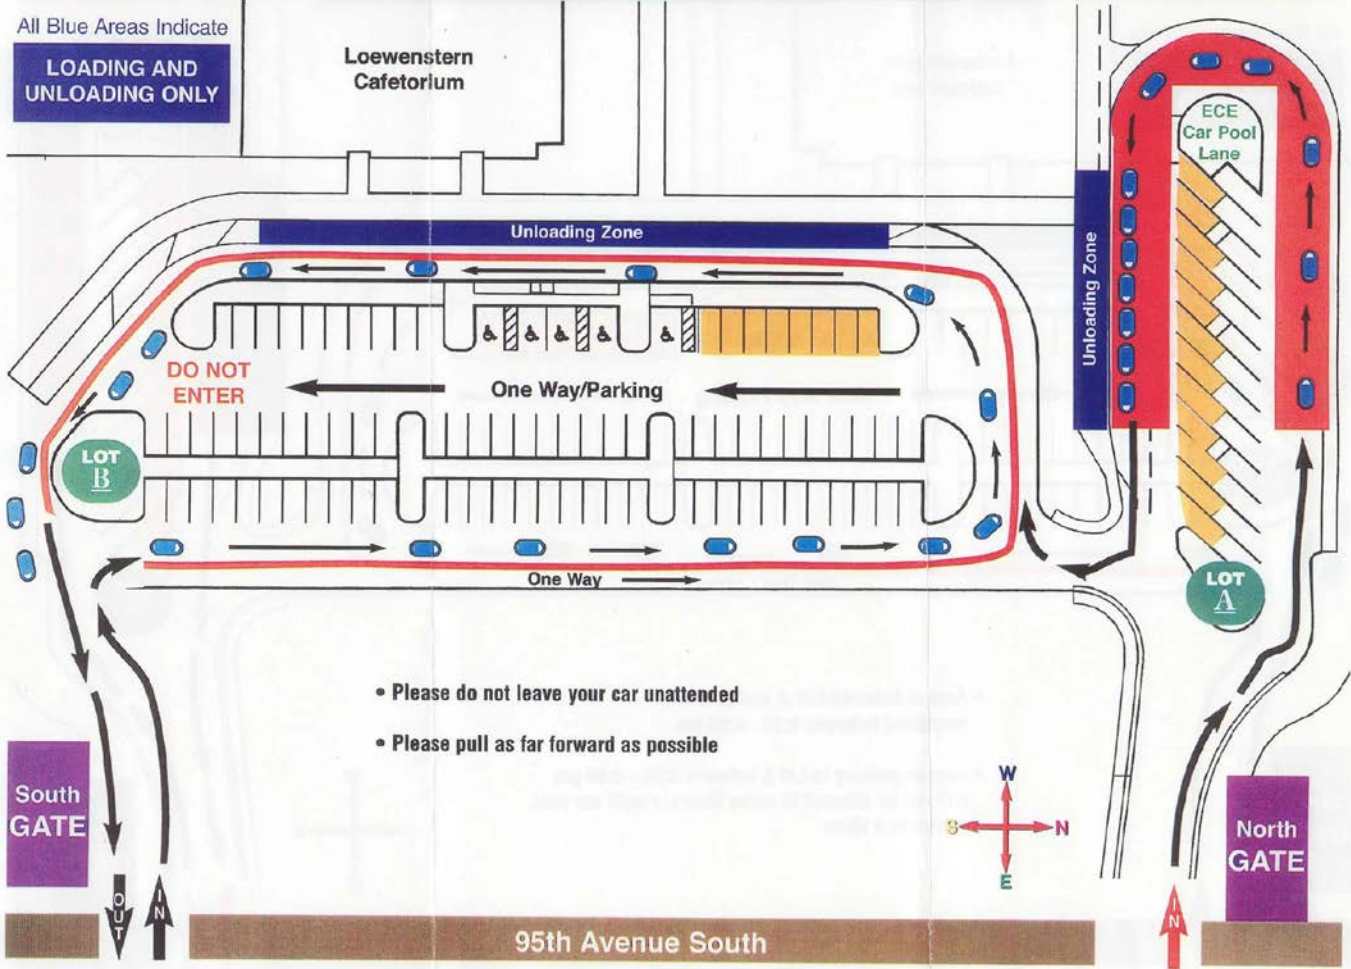 All Blue Areas Indicate
LOADING AND
UNLOADING ONLY
Loewenstern
Cafetorium
ECE
Car Pool
Lane
Unloading Zone
Unloading Zone
DO NOT
ENTER
One Way/Parking
LOT
B
One Way
LOT
A
• Please do not leave your car unattended
• Please pull as far forward as possible
W
S
N
E
South
GATE
North
GATE
OUT
IN
IN
95th Avenue South